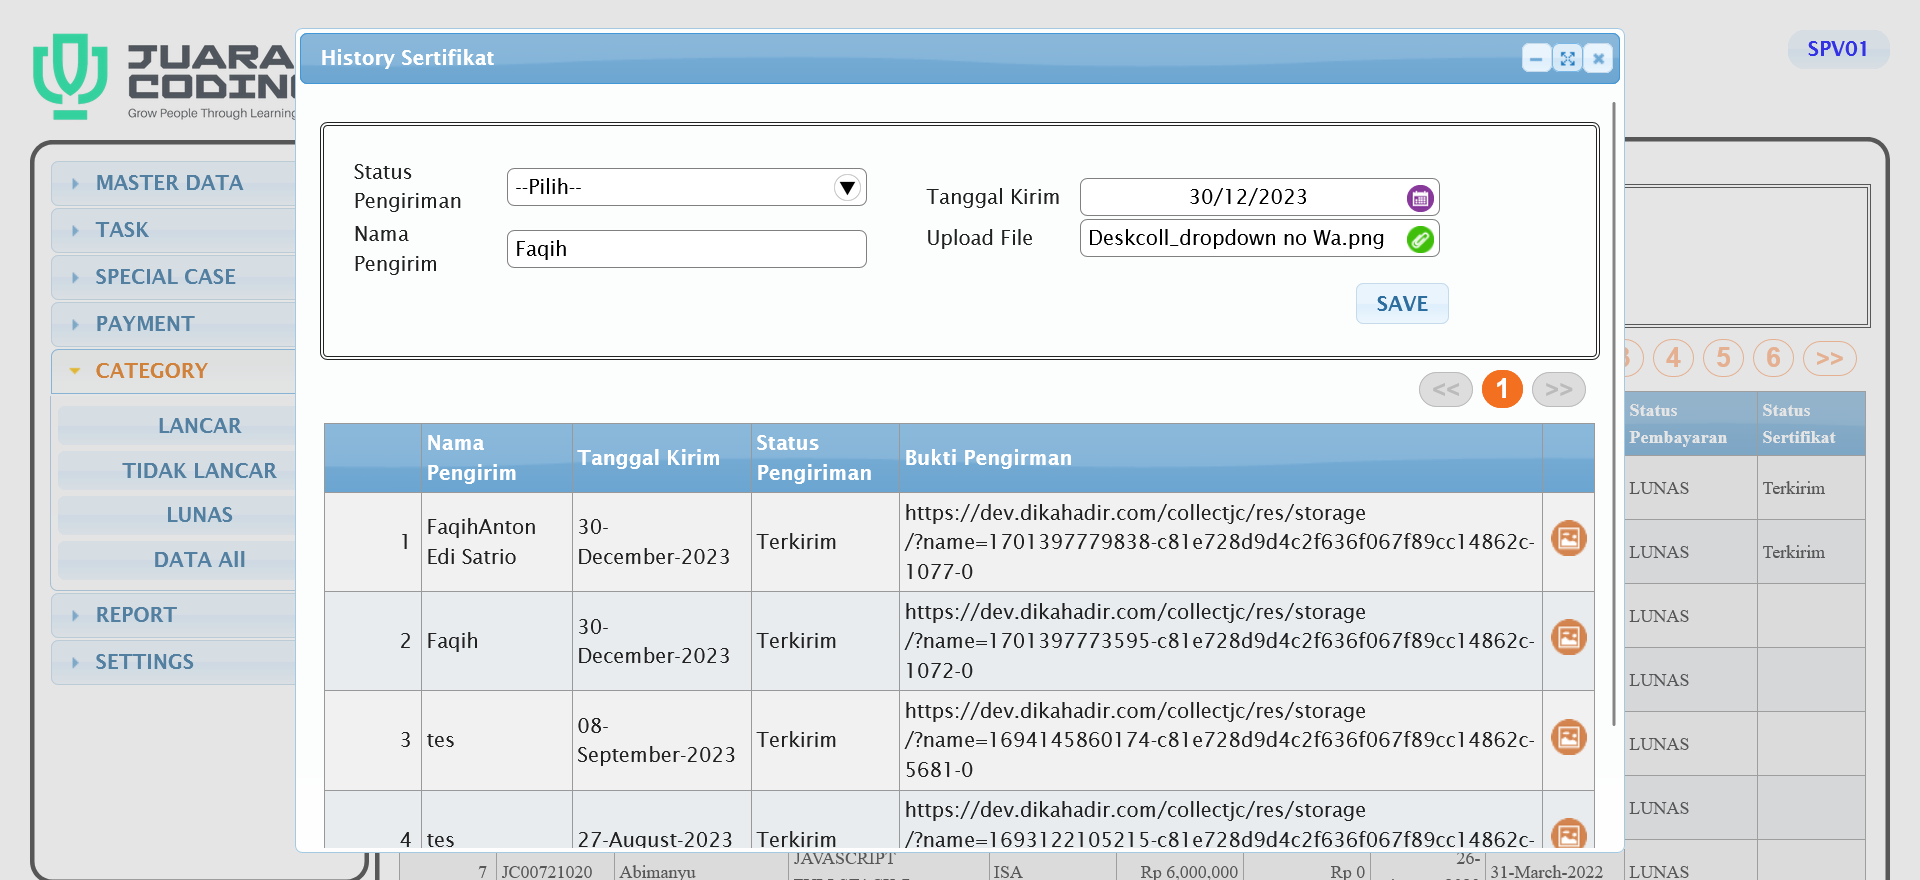 JUARA
CODING
Grow People Through Learning
SPV01
MASTER DATA
TASK
SPECIAL CASE
PAYMENT
CATEGORY
LANCAR
TIDAK LANCAR
LUNAS
DATA All
REPORT
SETTINGS
History Sertifikat
Status
Pengiriman
--Pilih--
Nama
Pengirim
Faqih
Tanggal Kirim
30/12/2023
Upload File
Deskcoll_dropdown no Wa.png
SAVE
<< 1 >>
Nama
Pengirim
Tanggal Kirim
Status
Pengiriman
Bukti Pengirman
1
FaqihAnton
Edi Satrio
30-
December-2023
Terkirim
https://dev.dikahadir.com/collectjc/res/storage
/?name=1701397779838-c81e728d9d4c2f636f067f89cc14862c-
1077-0
2
Faqih
30-
December-2023
Terkirim
https://dev.dikahadir.com/collectjc/res/storage
/?name=1701397773595-c81e728d9d4c2f636f067f89cc14862c-
1072-0
3
tes
08-
September-2023
Terkirim
https://dev.dikahadir.com/collectjc/res/storage
/?name=1694145860174-c81e728d9d4c2f636f067f89cc14862c-
5681-0
4
tes
27-August-2023
Terkirim
https://dev.dikahadir.com/collectjc/res/storage
/?name=1693122105215-c81e728d9d4c2f636f067f89cc14862c-
3 4 5 6 >>
Status
Pembayaran
Status
Sertifikat
LUNAS Terkirim
LUNAS Terkirim
LUNAS
LUNAS
LUNAS
LUNAS
7 JC00721020 Abimanyu
JAVASCRIPT
ISA Rp 6,000,000 Rp 0
26-
31-March-2022 LUNAS